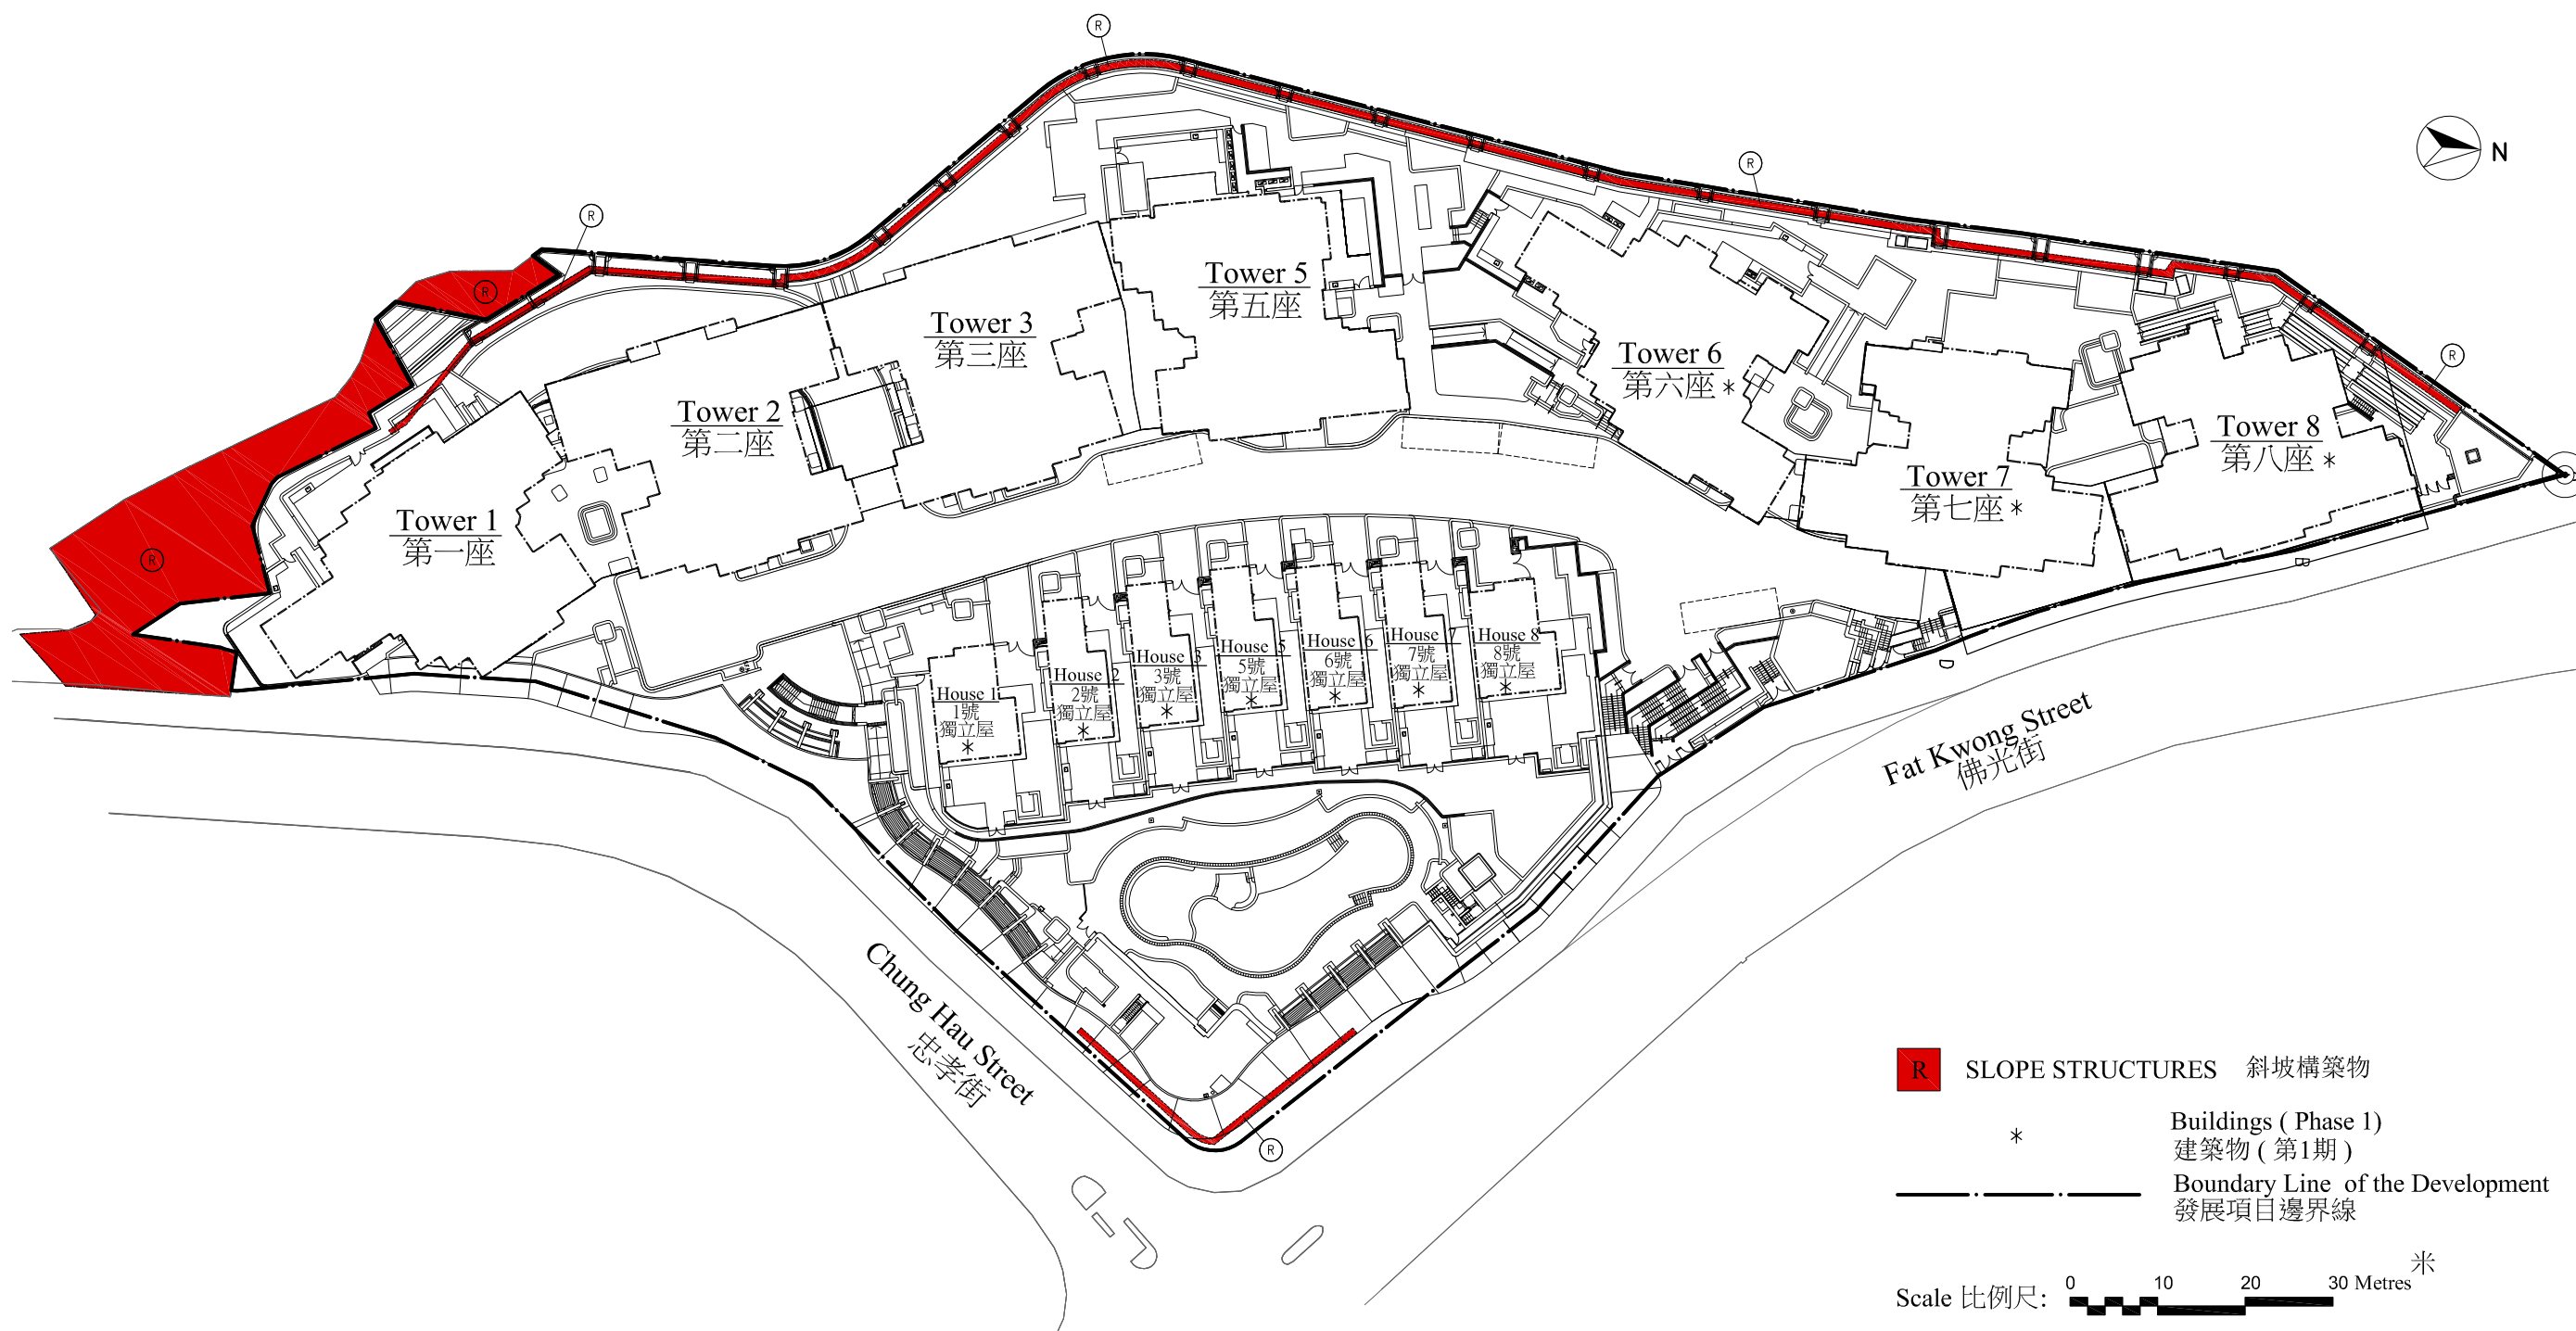 R
R
R
N
R
Tower 5
第五座
Tower 3
第三座
Tower 6
第六座 *
R
Tower 2
第二座
Tower 8
第八座 *
Tower 7
第七座 *
Tower 1
第一座
R
R
House 1
1號
獨立屋
*
House 2
2號
獨立屋
*
House 3
3號
獨立屋
*
House 5
5號
獨立屋
*
House 6
6號
獨立屋
*
House 7
7號
獨立屋
*
House 8
8號
獨立屋
*
Fat Kwong Street
佛光街
Chung Hau Street
忠孝街
R
R SLOPE STRUCTURES 斜坡構築物
* Buildings ( Phase 1)
建築物 ( 第1期 )
Boundary Line of the Development
發展項目邊界線
Scale 比例尺: 0 10 20 30 Metres 米